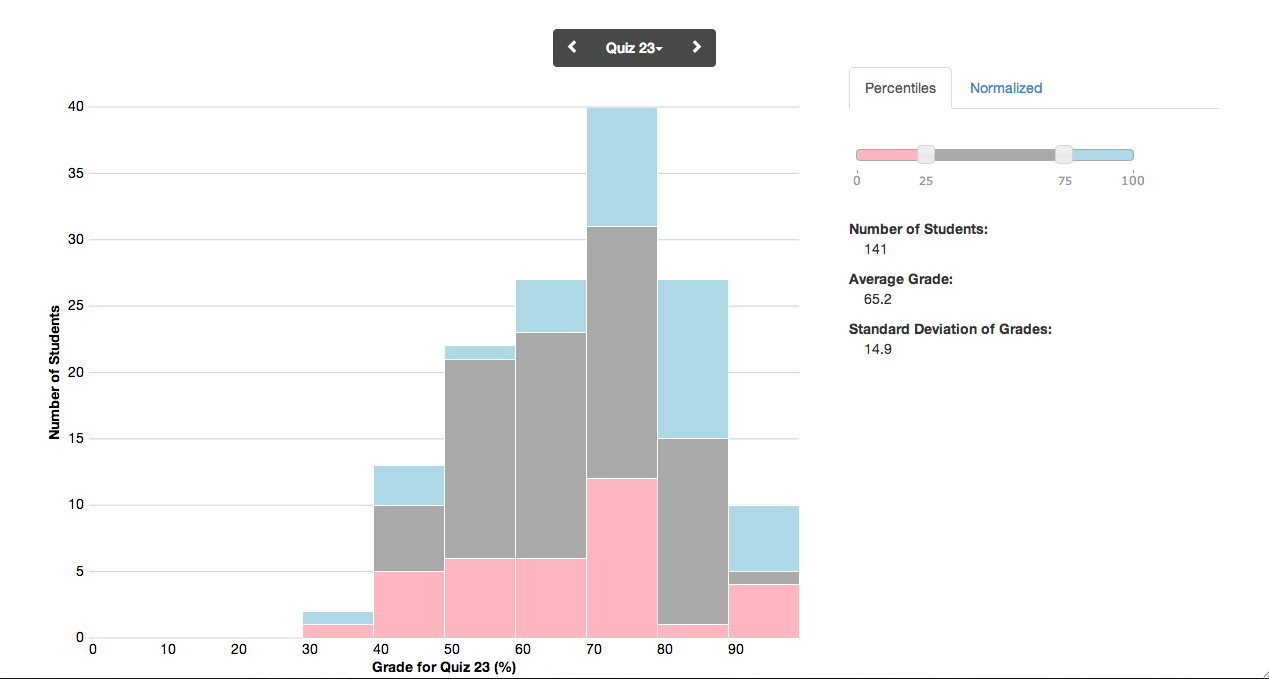 Quiz 23
Percentiles Normalized
0 25 75 100
Number of Students:
141
Average Grade:
65.2
Standard Deviation of Grades:
14.9
Number of Students
40
35
30
25
20
15
10
5
0
0 10 20 30 40 50 60 70 80 90
Grade for Quiz 23 (%)